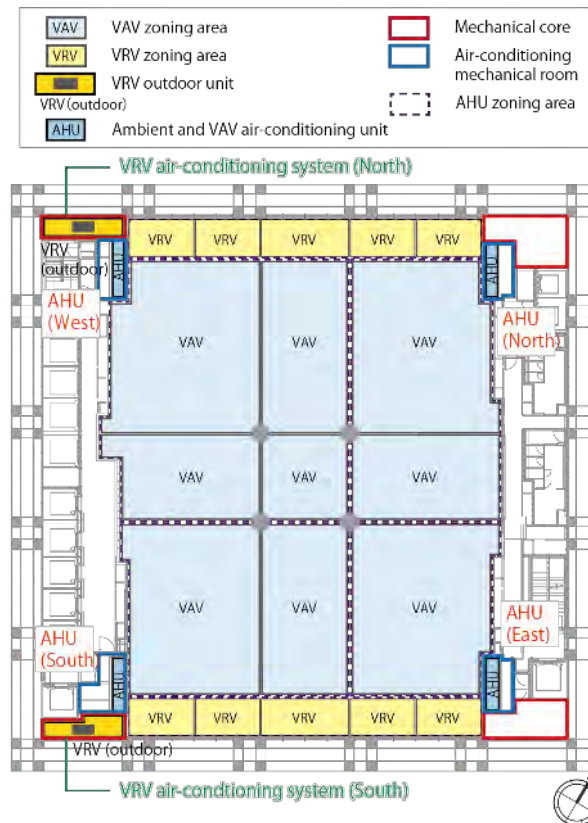 VAV VAV zoning area
VRV VRV zoning area
VRV outdoor unit
VRV (outdoor)
AHU Ambient and VAV air-conditioning unit
Mechanical core
Air-conditioning
mechanical room
AHU zoning area
VRV air-conditioning system (North)
VRV VRV VRV VRV VRV
VRV
(outdoor)
AHU
AHU
AHU
(West)
AHU
(North)
VAV VAV VAV
VAV VAV VAV
VAV VAV VAV
AHU
(South)
AHU
(East)
AHU
AHU
VRV VRV VRV VRV VRV
VRV (outdoor)
VRV air-conditioning system (South)